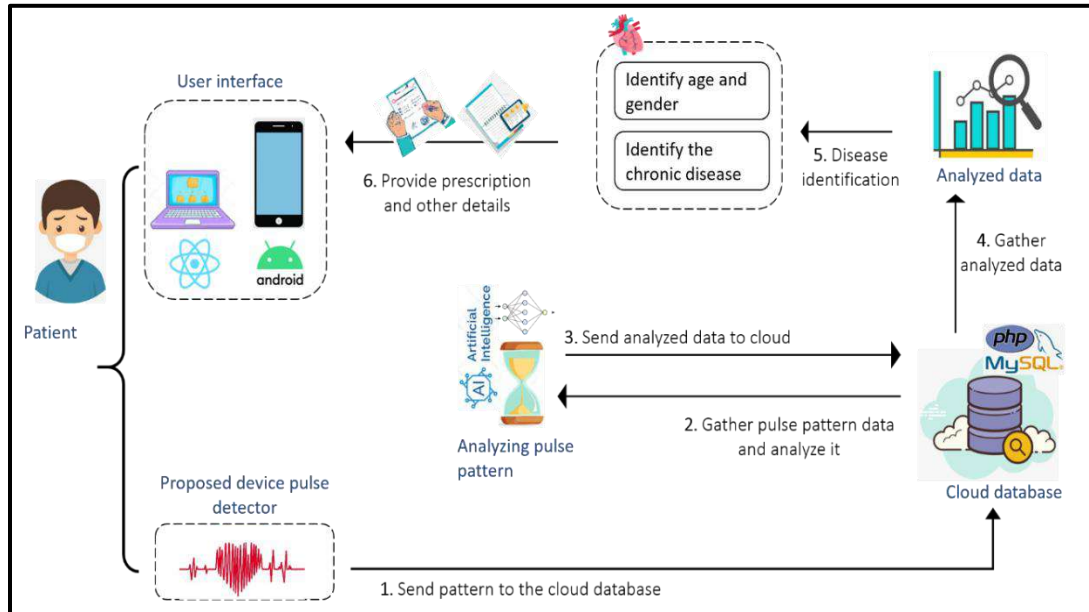 User interface
android
Patient
Proposed device pulse
detector
1. Send pattern to the cloud database
6. Provide prescription
and other details
Identify age and
gender
Identify the
chronic disease
5. Disease
identification
Analyzed data
4. Gather
analyzed data
Artificial
Intelligence
AI
Analyzing pulse
pattern
3. Send analyzed data to cloud
2. Gather pulse pattern data
and analyze it
php
MySQL
Cloud database